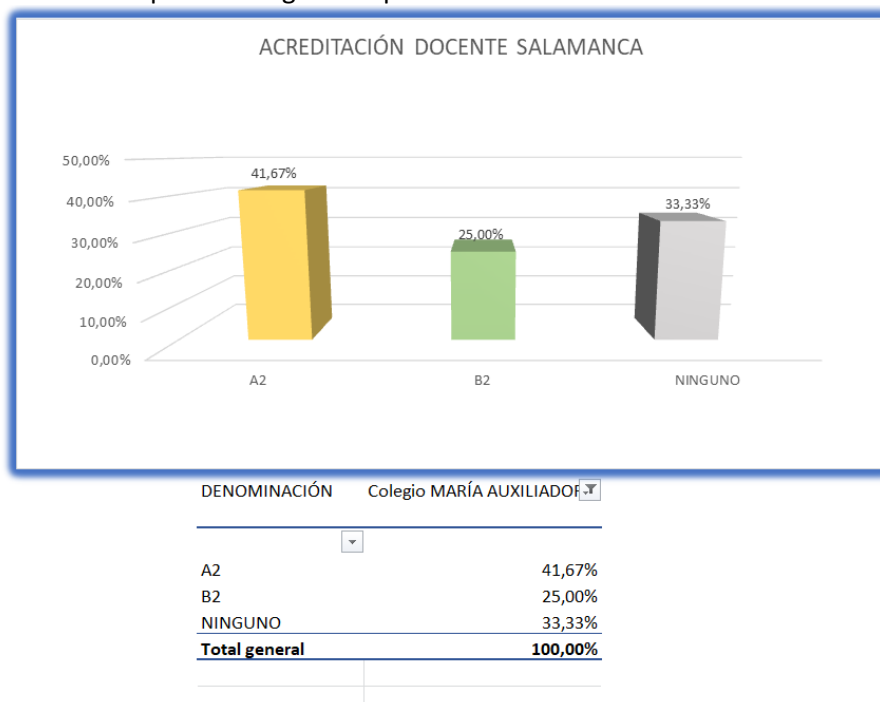 ACREDITACIÓN DOCENTE SALAMANCA
50,00%
41,67%
40,00%
33,33%
30,00%
25,00%
20,00%
10,00%
0,00%
A2 B2 NINGUNO
DENOMINACIÓN Colegio MARÍA
A2 41,67%
B2 25,00%
NINGUNO 33,33%
Total general 100,00%